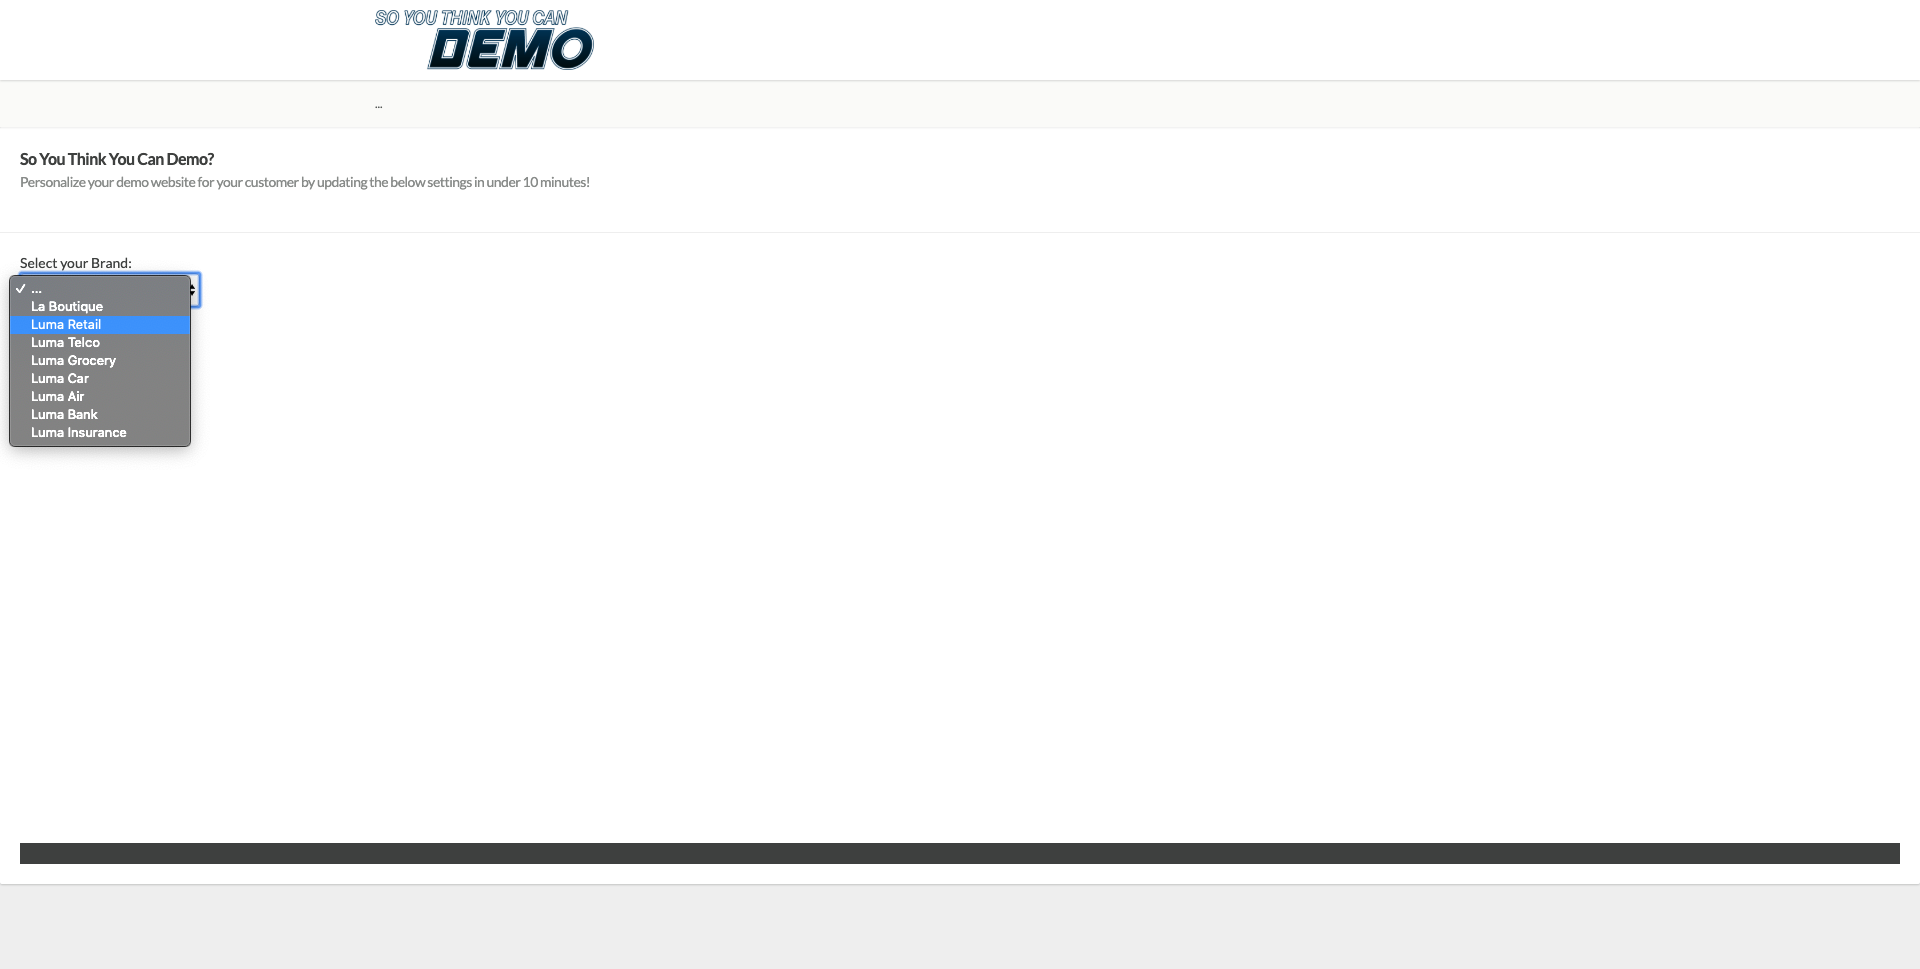 SO YOU THINK YOU CAN
DEMO
...
So You Think You Can Demo?
Personalize your demo website for your customer by updating the below settings in under 10 minutes!
Select your Brand:
✓ ...
La Boutique
Luma Retail
Luma Telco
Luma Grocery
Luma Car
Luma Air
Luma Bank
Luma Insurance